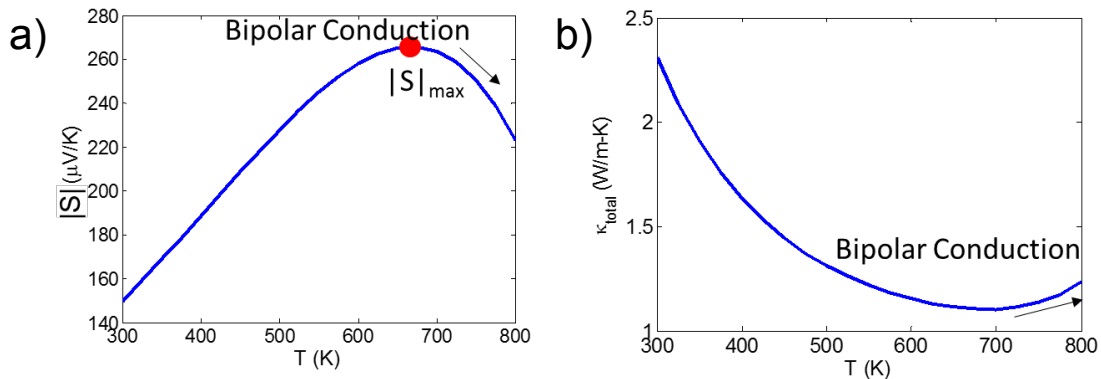 a)
280
260
240
220
200
180
160
140
|S| (μV/K)
Bipolar Conduction
|S|max
300 400 500 600 700 800
T (K)
b)
2.5
2
1.5
1
κtotal (W/m-K)
Bipolar Conduction
300 400 500 600 700 800
T (K)